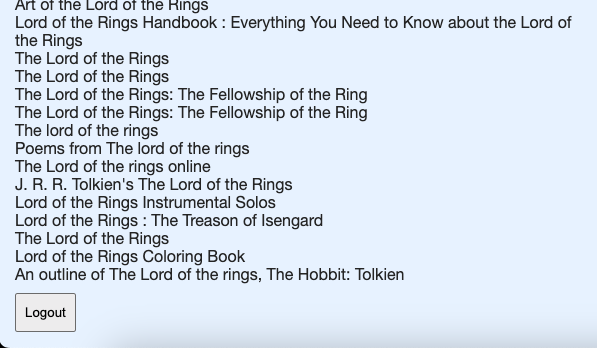 Art of the Lord of the Rings
Lord of the Rings Handbook : Everything You Need to Know about the Lord of
the Rings
The Lord of the Rings
The Lord of the Rings
The Lord of the Rings: The Fellowship of the Ring
The Lord of the Rings: The Fellowship of the Ring
The lord of the rings
Poems from The lord of the rings
The Lord of the rings online
J. R. R. Tolkien's The Lord of the Rings
Lord of the Rings Instrumental Solos
Lord of the Rings : The Treason of Isengard
The Lord of the Rings
Lord of the Rings Coloring Book
An outline of The Lord of the rings, The Hobbit: Tolkien
Logout